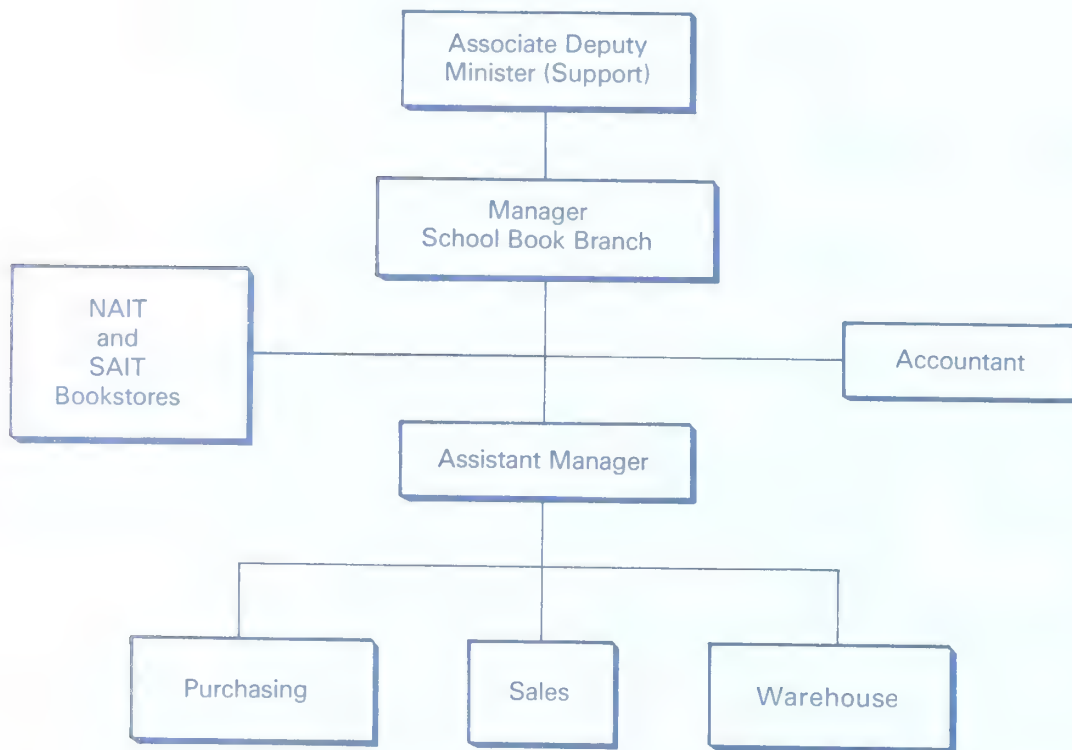 Associate Deputy
Minister (Support)
Manager
School Book Branch
NAIT
and
SAIT
Bookstores
Accountant
Assistant Manager
Purchasing
Sales
Warehouse